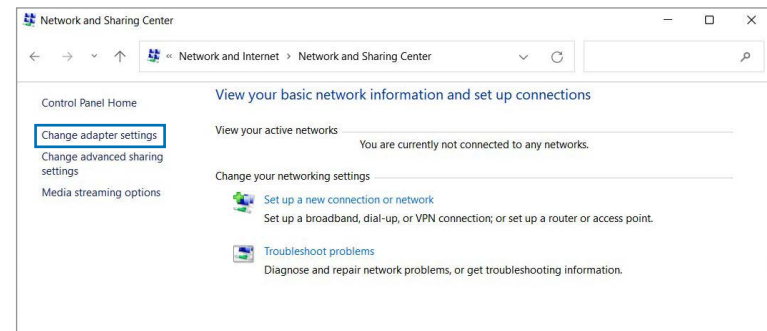 Network and Sharing Center
« Network and Internet > Network and Sharing Center
Control Panel Home
Change adapter settings
Change advanced sharing
settings
Media streaming options
View your basic network information and set up connections
View your active networks
You are currently not connected to any networks.
Change your networking settings
Set up a new connection or network
Set up a broadband, dial-up, or VPN connection; or set up a router or access point.
Troubleshoot problems
Diagnose and repair network problems, or get troubleshooting information.